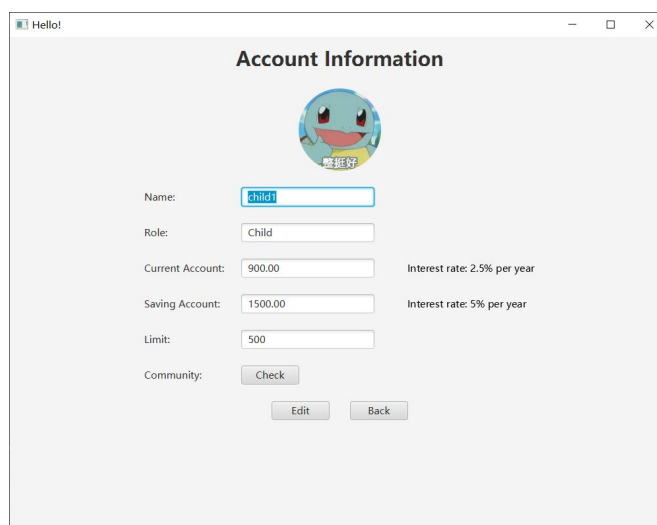 Hello!
Account Information
整挺好
Name: child1
Role: Child
Current Account: 900.00 Interest rate: 2.5% per year
Saving Account: 1500.00 Interest rate: 5% per year
Limit: 500
Community: Check
Edit Back